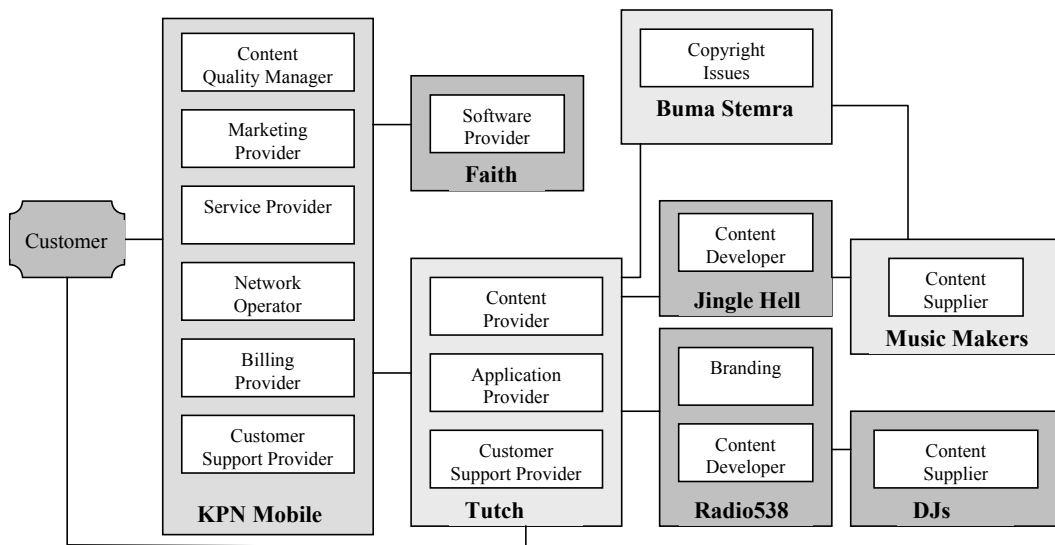 Customer
Content
Quality Manager
Marketing
Provider
Service Provider
Network
Operator
Billing
Provider
Customer
Support Provider
KPN Mobile
Software
Provider
Faith
Content
Provider
Application
Provider
Customer
Support Provider
Tutch
Copyright
Issues
Buma Stemra
Content
Developer
Jingle Hell
Branding
Content
Developer
Radio538
Content
Supplier
Music Makers
Content
Supplier
DJs